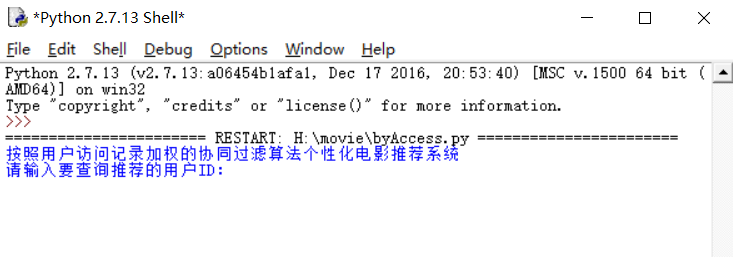 *Python 2.7.13 Shell*
File Edit Shell Debug Options Window Help
Python 2.7.13 (v2.7.13:a06454b1afa1, Dec 17 2016, 20:53:40) [MSC v.1500 64 bit (
AMD64)] on win32
Type "copyright", "credits" or "license()" for more information.
>>>
======================= RESTART: H:\movie\byAccess.py =======================
按照用户访问记录加权的协同过滤算法个性化电影推荐系统
请输入要查询推荐的用户ID: